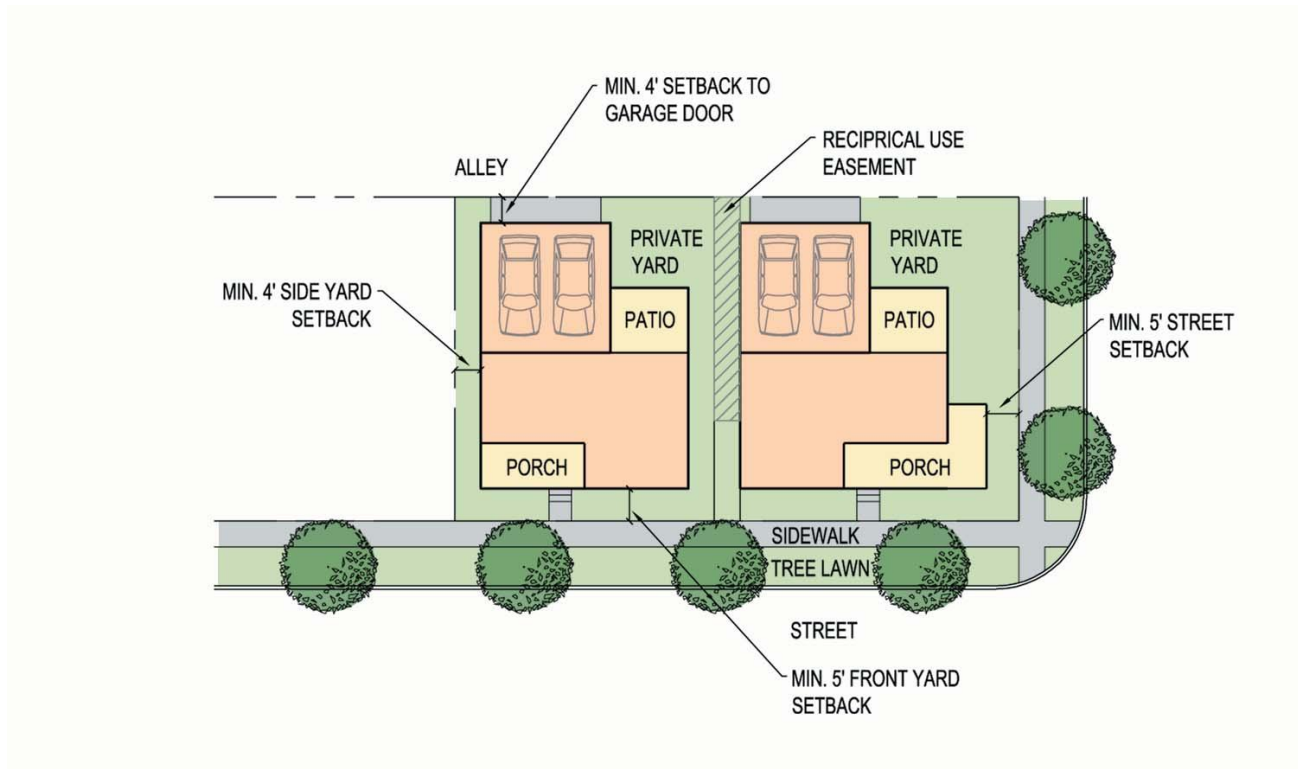 MIN. 4' SETBACK TO
GARAGE DOOR
RECIPRICAL USE
EASEMENT
ALLEY
PRIVATE
YARD
PRIVATE
YARD
MIN. 4' SIDE YARD
SETBACK
PATIO
PATIO
MIN. 5' STREET
SETBACK
PORCH
PORCH
SIDEWALK
TREE LAWN
STREET
MIN. 5' FRONT YARD
SETBACK